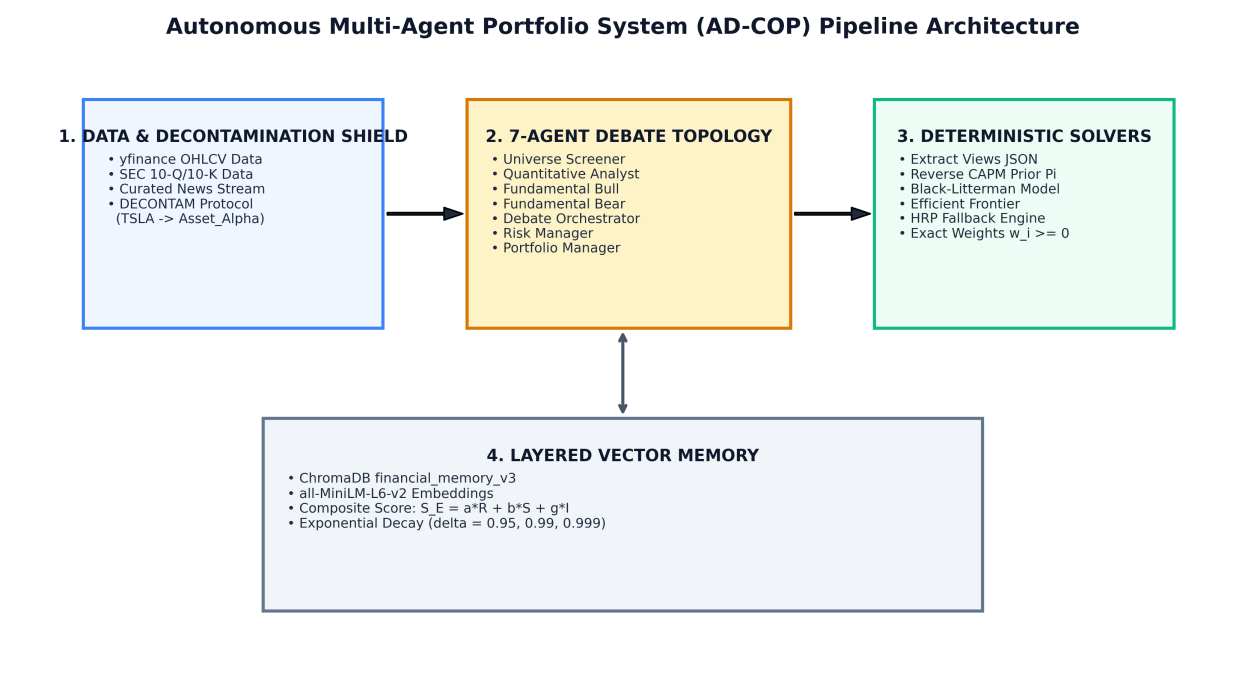 Autonomous Multi-Agent Portfolio System (AD-COP) Pipeline Architecture
1. DATA & DECONTAMINATION SHIELD
• yfinance OHLCV Data
• SEC 10-Q/10-K Data
• Curated News Stream
• DECONTAM Protocol
(TSLA -> Asset_Alpha)
2. 7-AGENT DEBATE TOPOLOGY
• Universe Screener
• Quantitative Analyst
• Fundamental Bull
• Fundamental Bear
• Debate Orchestrator
• Risk Manager
• Portfolio Manager
3. DETERMINISTIC SOLVERS
• Extract Views JSON
• Reverse CAPM Prior Pi
• Black-Litterman Model
• Efficient Frontier
• HRP Fallback Engine
• Exact Weights w_i >= 0
4. LAYERED VECTOR MEMORY
• ChromaDB financial_memory_v3
• all-MiniLM-L6-v2 Embeddings
• Composite Score: S_E = a*R + b*S + g*I
• Exponential Decay (delta = 0.95, 0.99, 0.999)